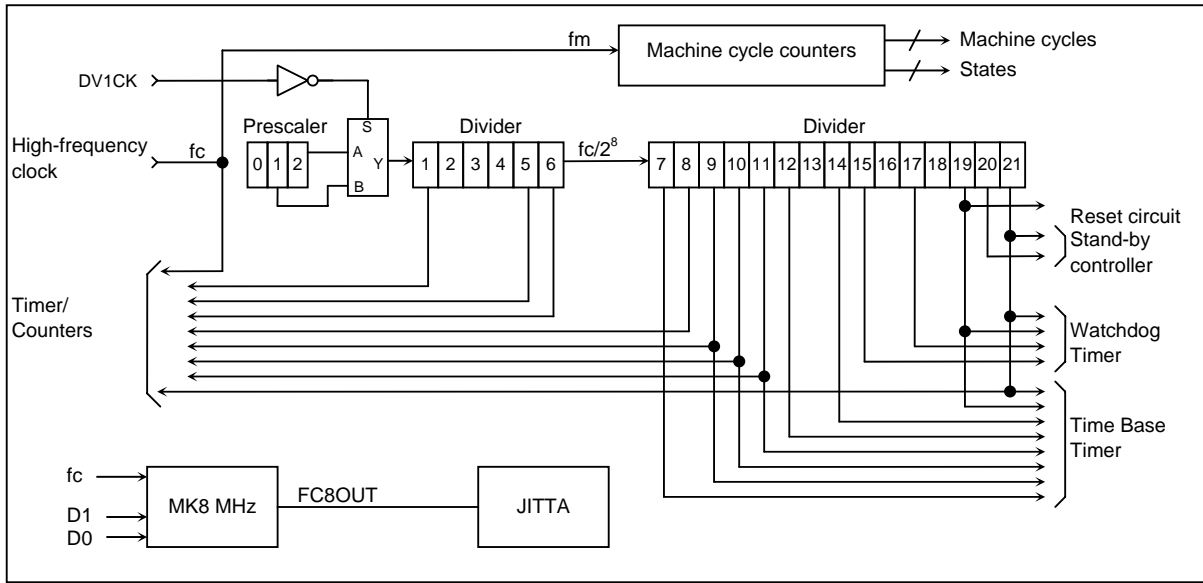 fm
Machine cycle counters
Machine cycles
States
DV1CK
High-frequency
clock
fc
Prescaler
0 1 2
S
A
B
Y
Divider
1 2 3 4 5 6
fc/2⁸
Divider
7 8 9 10 11 12 13 14 15 16 17 18 19 20 21
Reset circuit
Stand-by
controller
Timer/
Counters
Watchdog
Timer
Time Base
Timer
fc
D1
D0
MK8 MHz
FC8OUT
JITTA